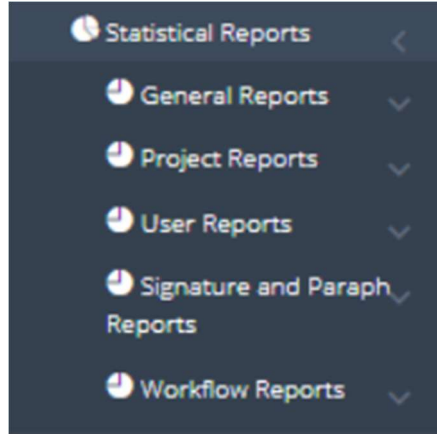 Statistical Reports
General Reports
Project Reports
User Reports
Signature and Paraph
Reports
Workflow Reports